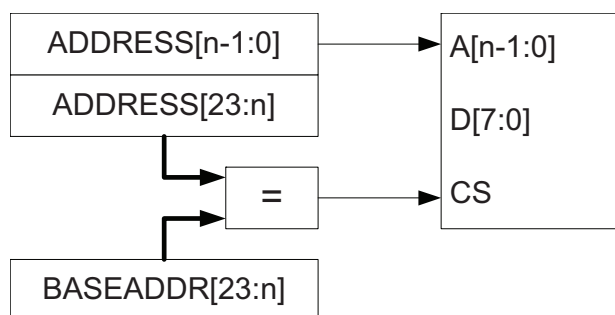 ADDRESS[n-1:0]
A[n-1:0]
ADDRESS[23:n]
D[7:0]
=
CS
BASEADDR[23:n]